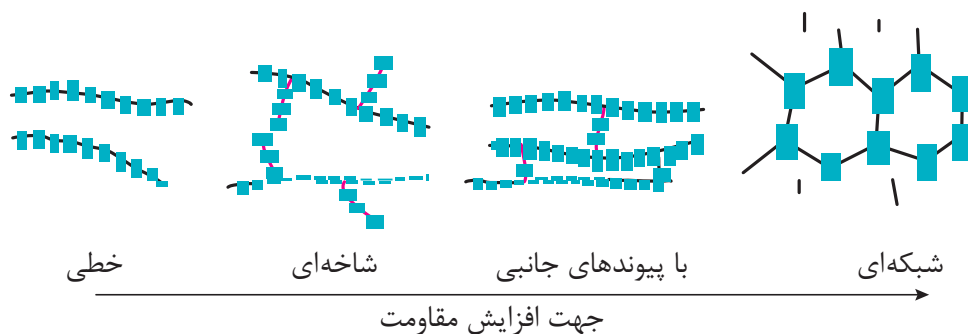 شبکه‌ای
با پیوندهای جانبی
شاخه‌ای
خطی
جهت افزایش مقاومت